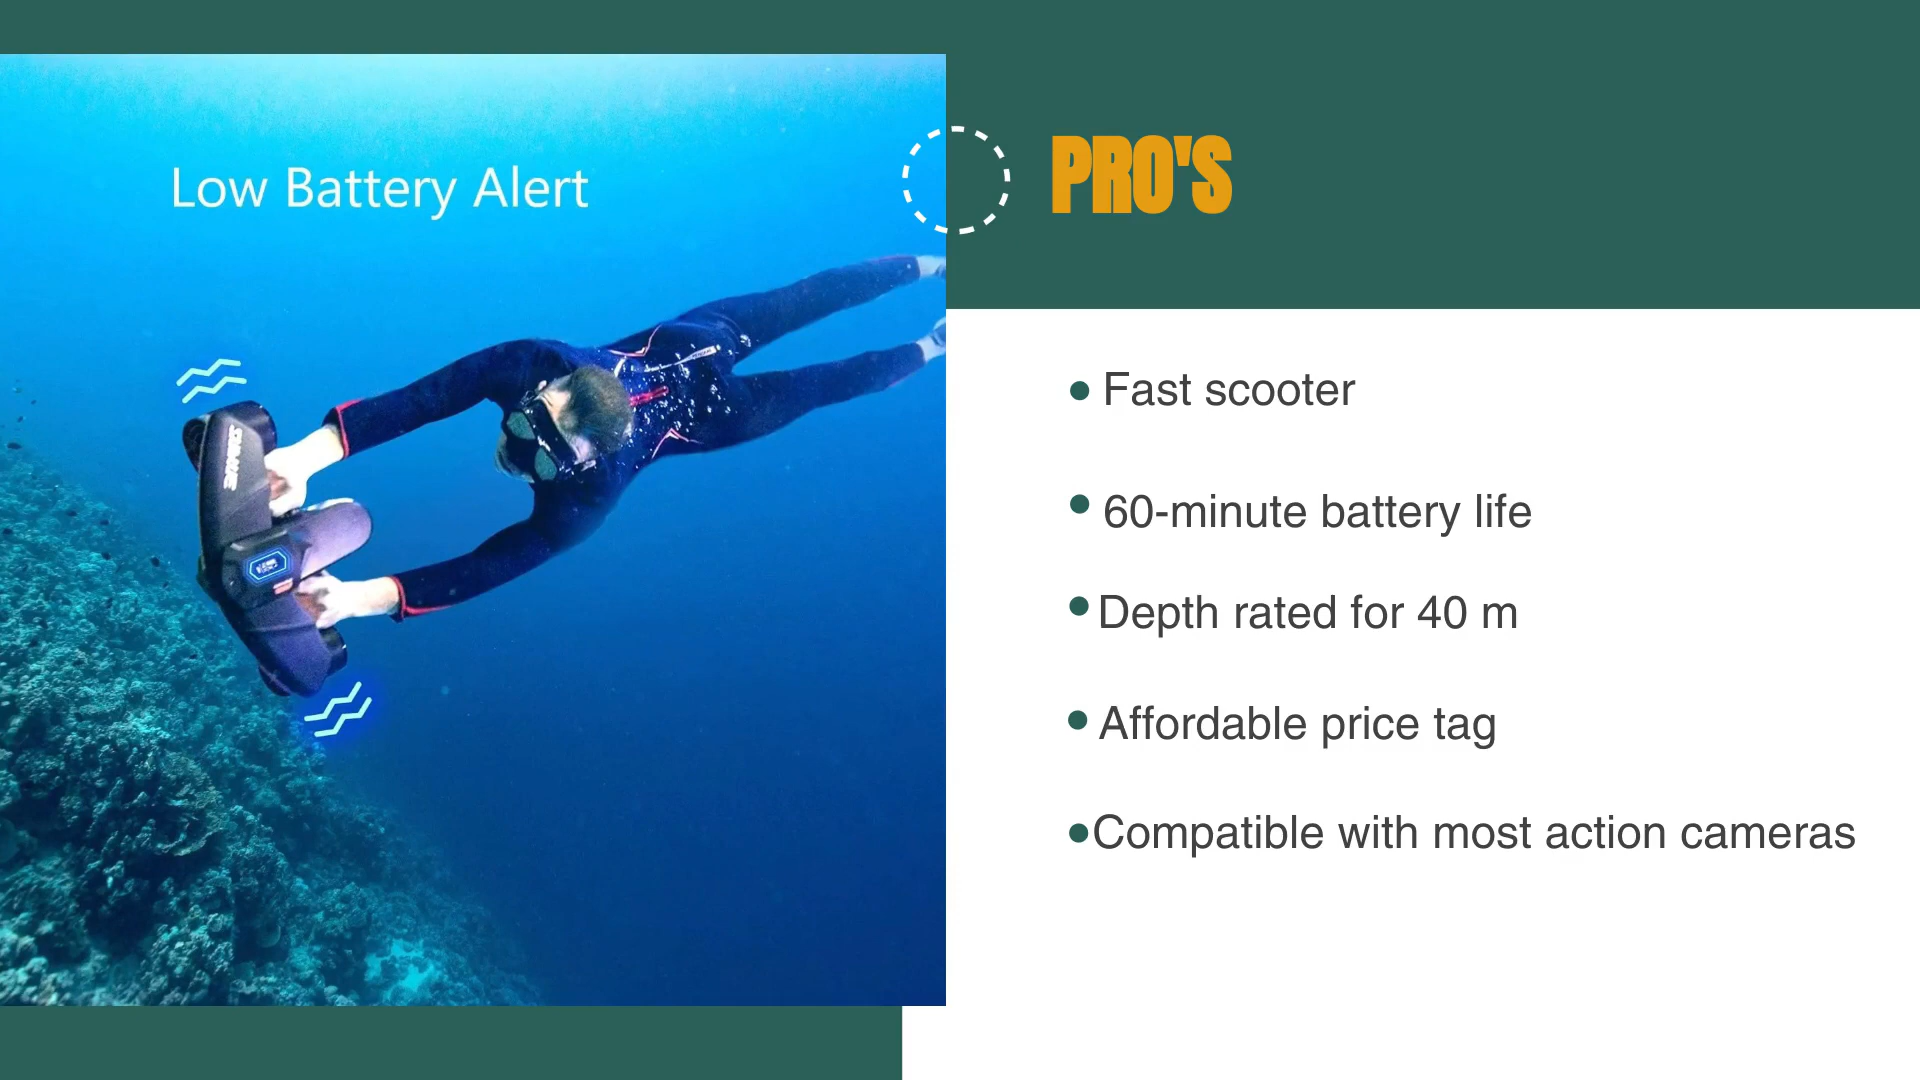 Low Battery Alert
PRO'S
Fast scooter
60-minute battery life
Depth rated for 40 m
Affordable price tag
Compatible with most action cameras